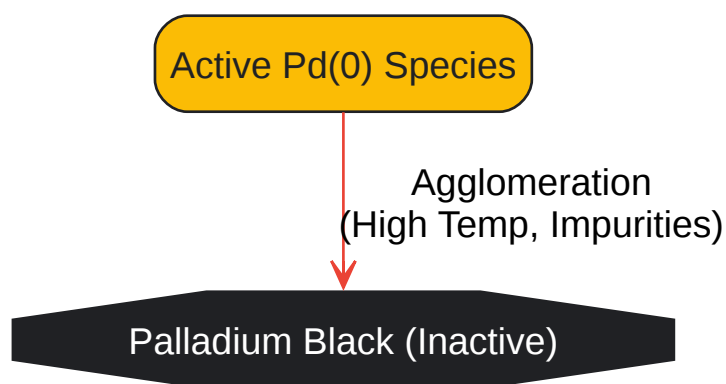 Active Pd(0) Species
Agglomeration
(High Temp, Impurities)
Palladium Black (Inactive)